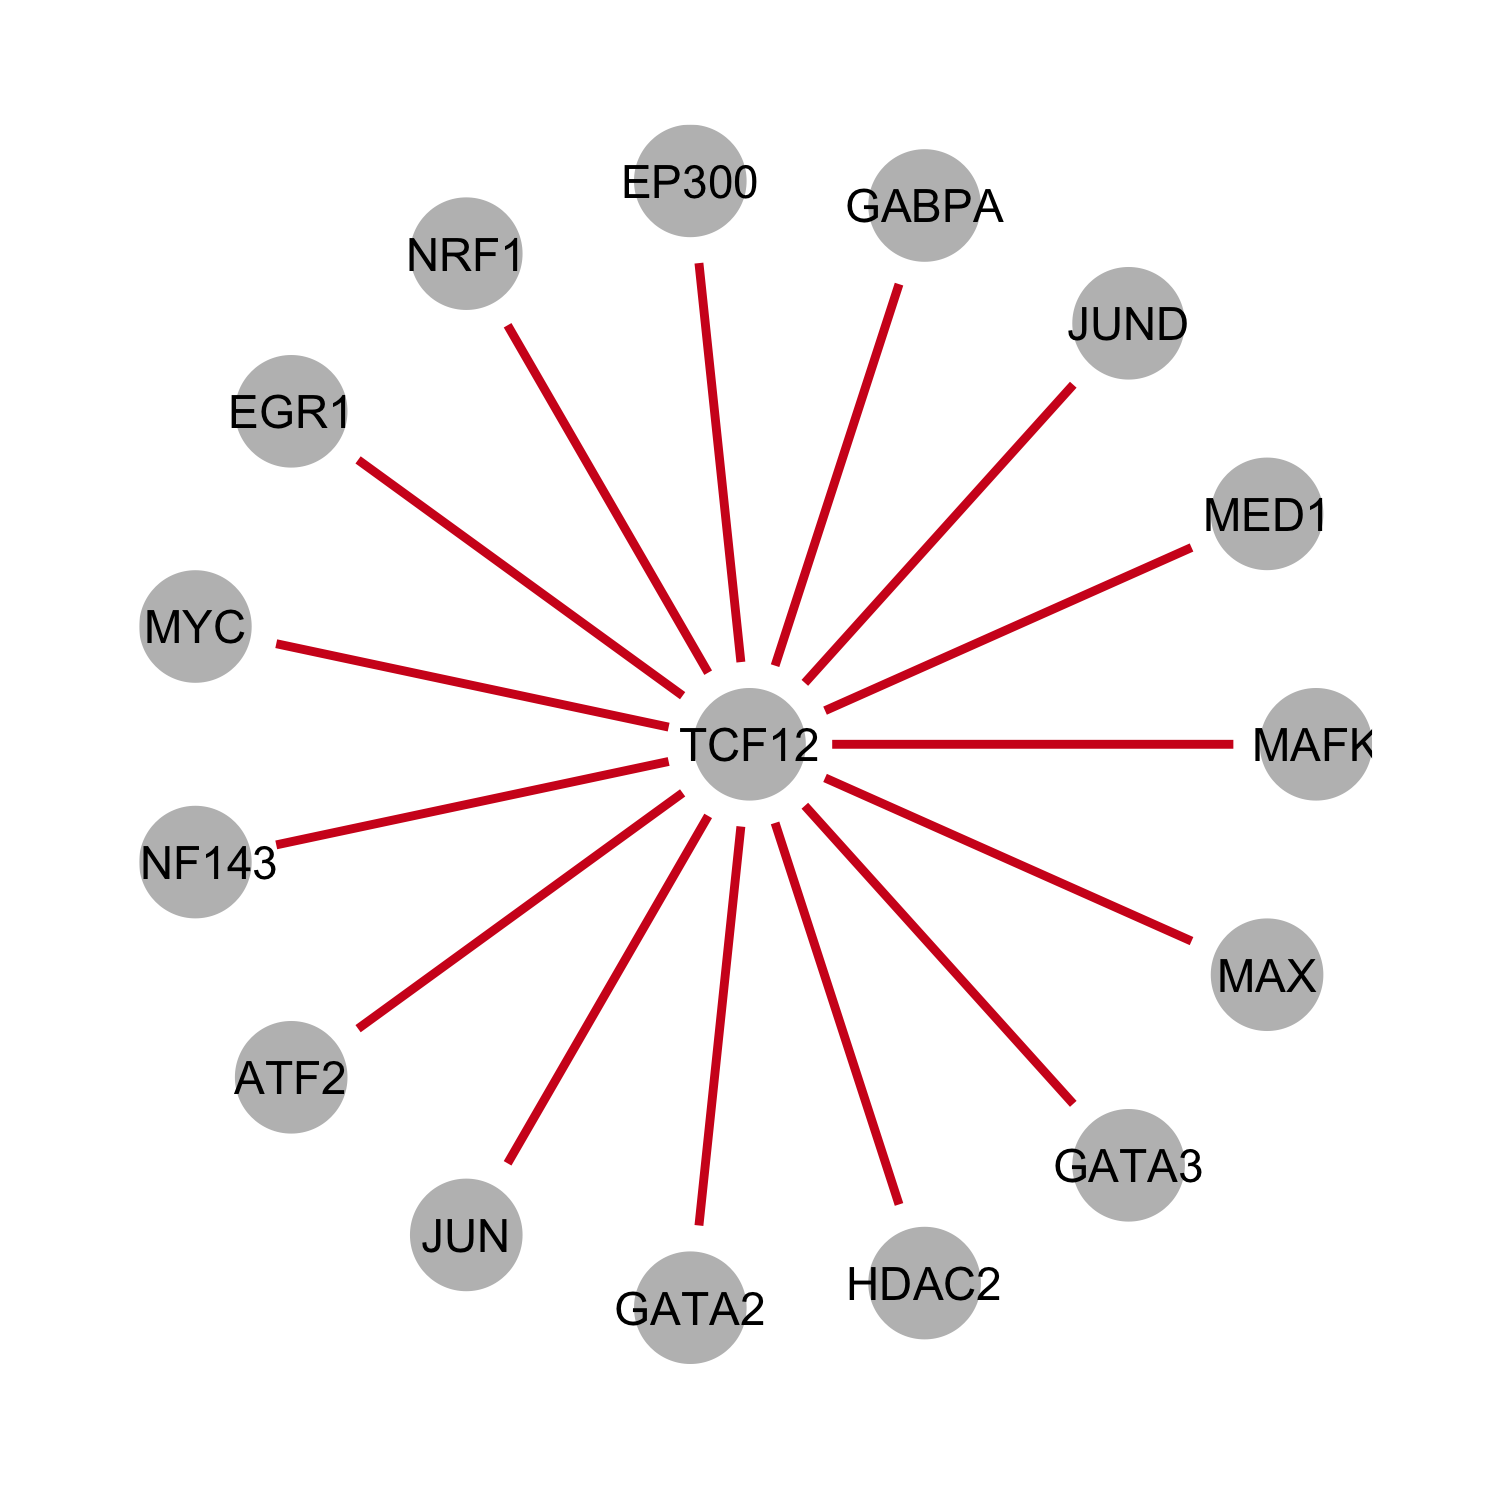 EP300
GABPA
NRF1
JUND
EGR1
MED1
MYC
TCF12
MAFK
NF143
MAX
ATF2
GATA3
JUN
HDAC2
GATA2